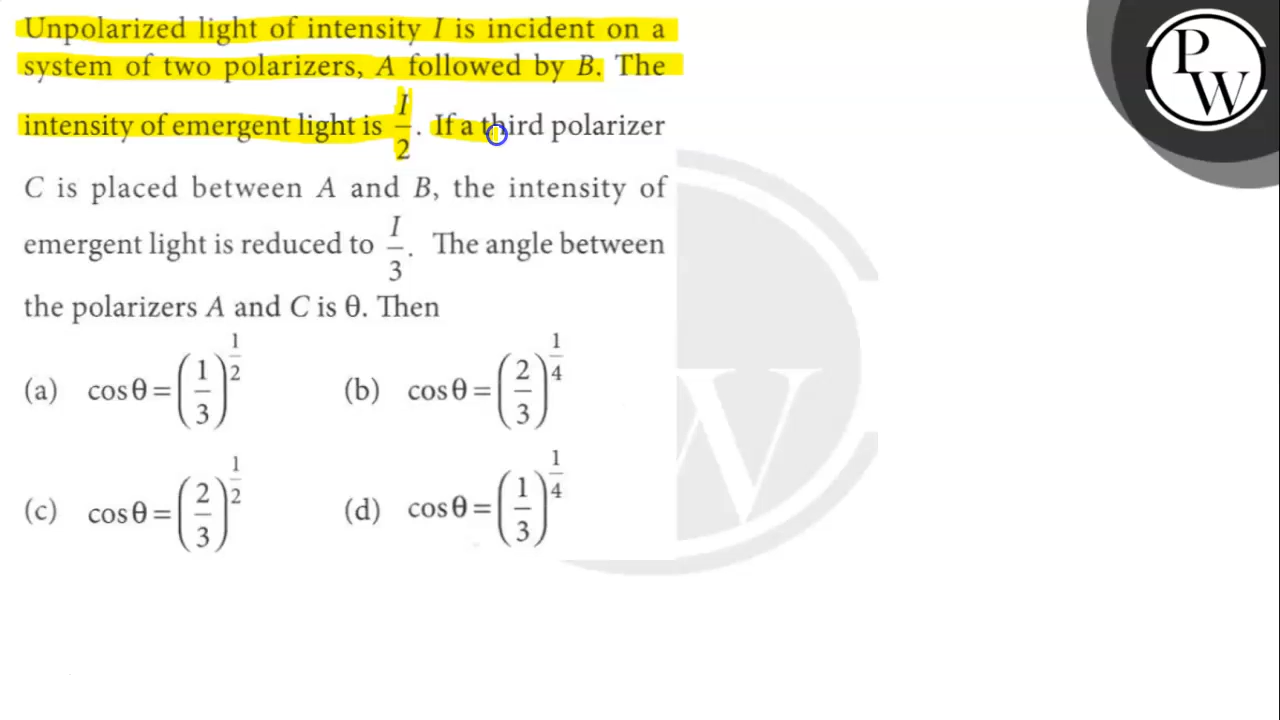 Unpolarized light of intensity I is incident on a
system of two polarizers, A followed by B. The
intensity of emergent light is I/2. If a third polarizer
C is placed between A and B, the intensity of
emergent light is reduced to I/3. The angle between
the polarizers A and C is θ. Then
(a) cosθ=(1/3)^(1/2) (b) cosθ=(2/3)^(1/4)
(c) cosθ=(2/3)^(1/2) (d) cosθ=(1/3)^(1/4)
P
W
W